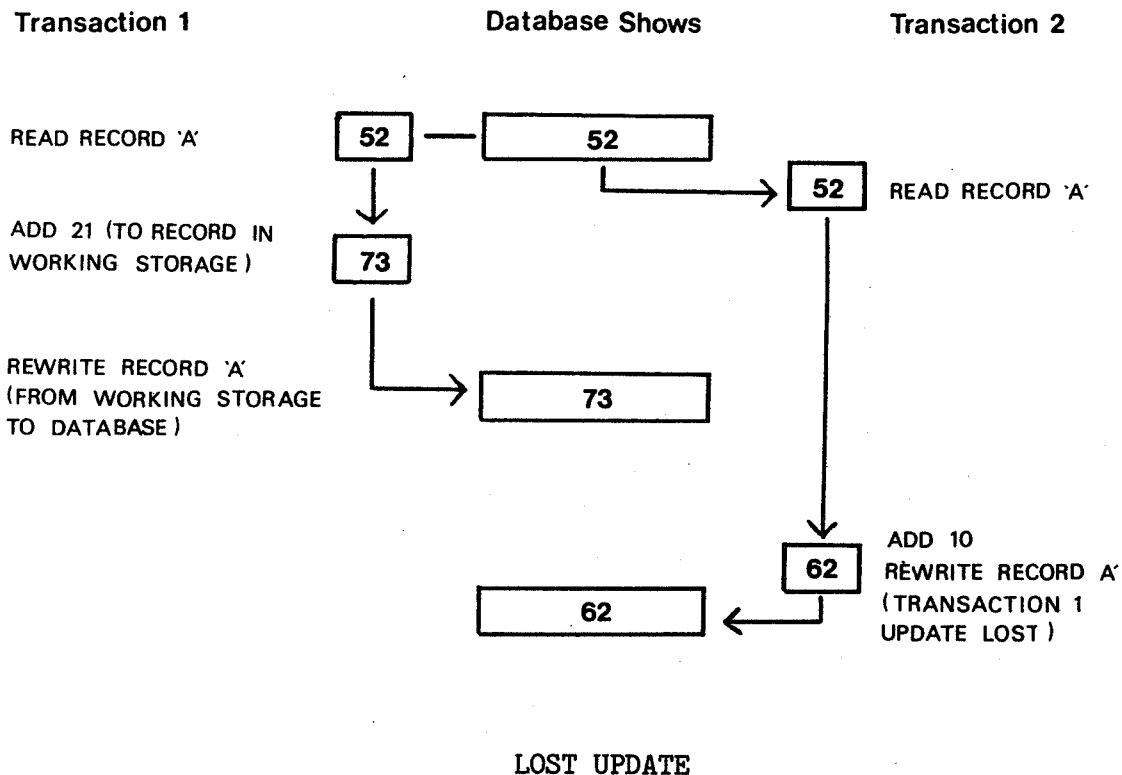 Transaction 1
Database Shows
Transaction 2
READ RECORD 'A'
52
52
52
READ RECORD 'A'
ADD 21 (TO RECORD IN
WORKING STORAGE)
73
REWRITE RECORD 'A'
(FROM WORKING STORAGE
TO DATABASE)
73
62
ADD 10
REWRITE RECORD A'
(TRANSACTION 1
UPDATE LOST)
62
LOST UPDATE